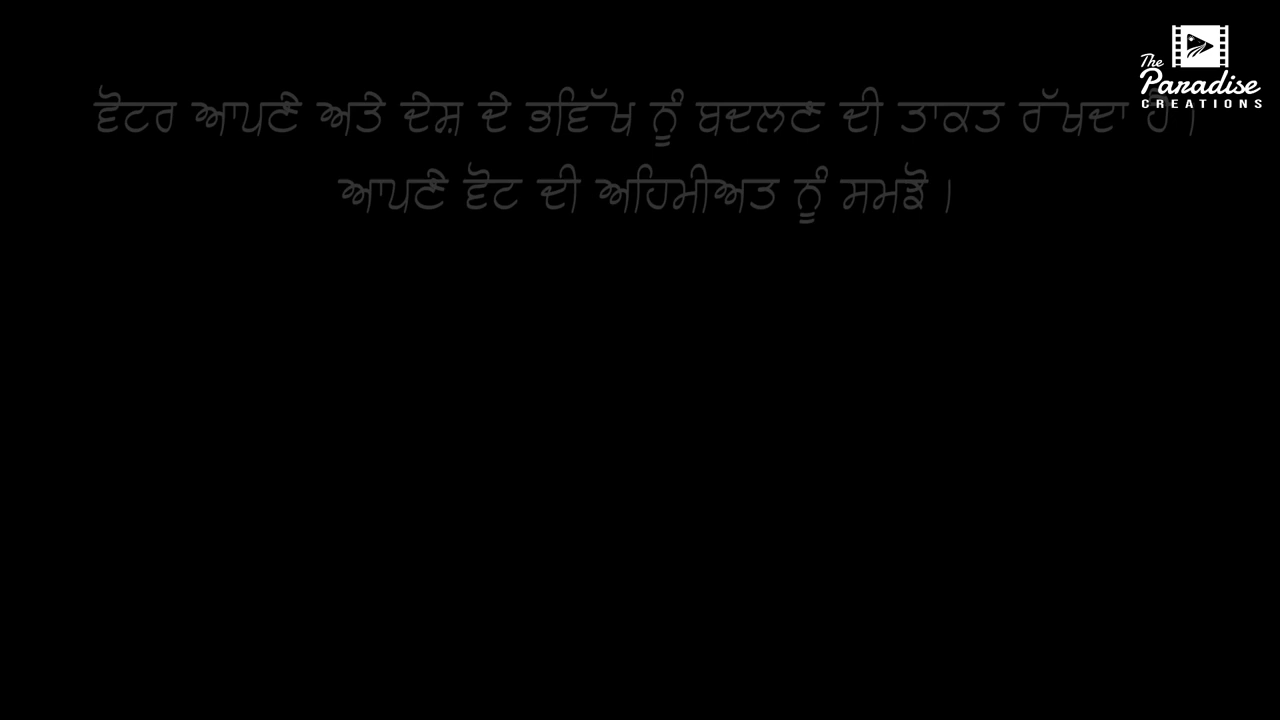 The
Paradise
CREATIONS
ਵੋਟਰ ਆਪਣੇ ਅਤੇ ਦੇਸ਼ ਦੇ ਭਵਿੱਖ ਨੂੰ ਬਦਲਣ ਦੀ ਤਾਕਤ ਰੱਖਦਾ ਹੈ।
ਆਪਣੇ ਵੋਟ ਦੀ ਅਹਿਮੀਅਤ ਨੂੰ ਸਮਝੋ।